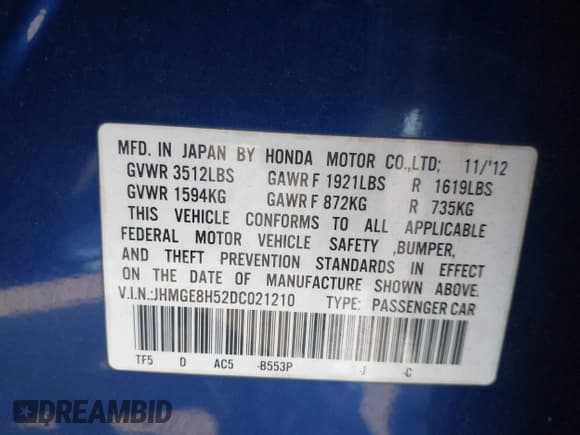 MFD. IN JAPAN BY HONDA MOTOR CO.,LTD; 11/'12
GVWR 3512LBS GAWR F 1921LBS R 1619LBS
GVWR 1594KG GAWR F 872KG R 735KG
THIS VEHICLE CONFORMS TO ALL APPLICABLE
FEDERAL MOTOR VEHICLE SAFETY ,BUMPER,
AND THEFT PREVENTION STANDARDS IN EFFECT
ON THE DATE OF MANUFACTURE SHOWN ABOVE.
V.I.N.:JHMGE8H52DC021210 TYPE: PASSENGER CAR
TF5 D AC5 -B553P -J -C
DREAMBID